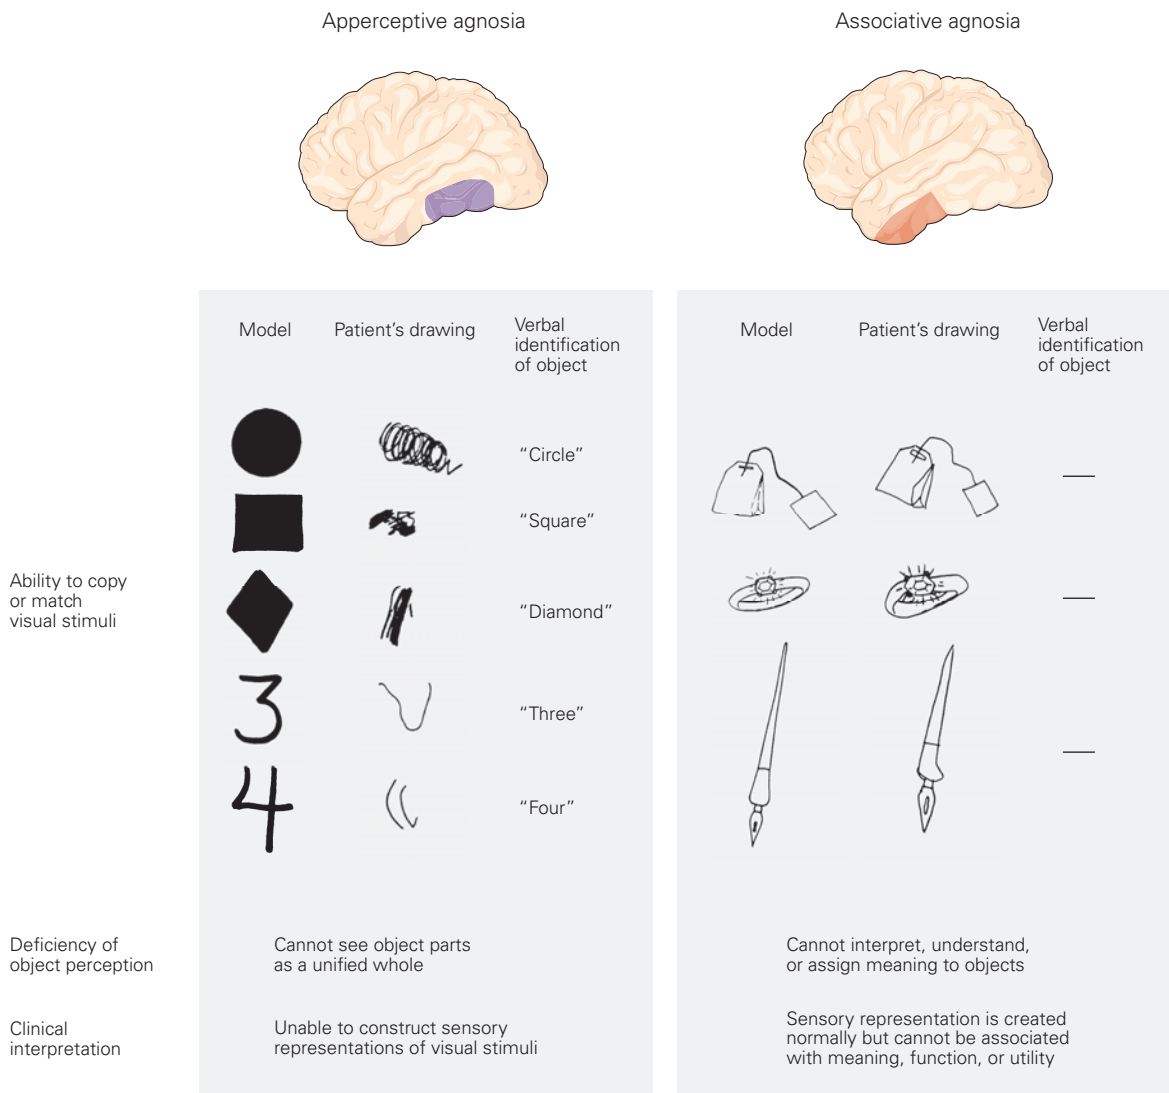 Apperceptive agnosia
Associative agnosia
Model
Patient’s drawing
Verbal
identification
of object
Model
Patient’s drawing
Verbal
identification
of object
“Circle”
“Square”
Ability to copy
or match
visual stimuli
“Diamond”
3
“Three”
4
“Four”
Deficiency of
object perception
Cannot see object parts
as a unified whole
Cannot interpret, understand,
or assign meaning to objects
Clinical
interpretation
Unable to construct sensory
representations of visual stimuli
Sensory representation is created
normally but cannot be associated
with meaning, function, or utility